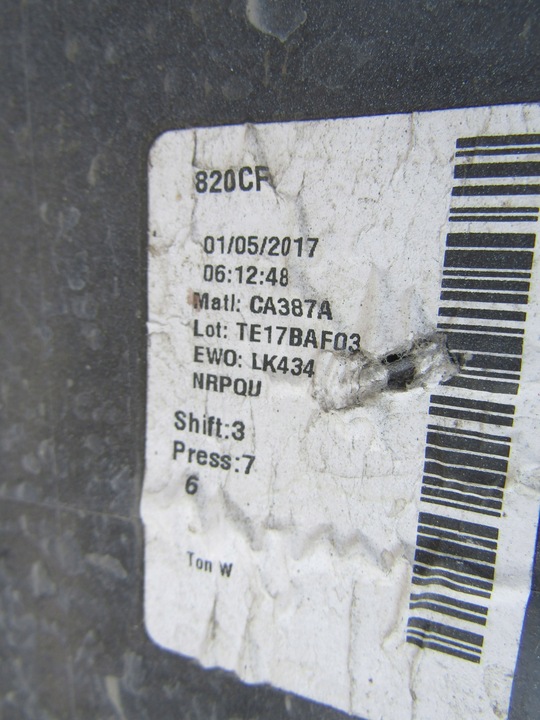 820CF
01/05/2017
06:12:48
Matl: CA387A
Lot: TE17BAF03
EWO: LK434
NRPQU
Shift:3
Press:7
6
Ton W